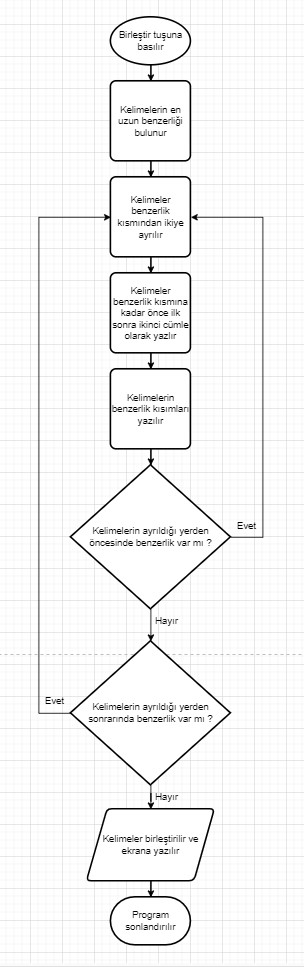 Birleştir tuşuna
basılır
Kelimelerin en
uzun benzerliği
bulunur
Kelimeler
benzerlik
kısmından ikiye
ayrılır
Kelimeler
benzerlik kısmına
kadar önce ilk
sonra ikinci cümle
olarak yazlır
Kelimelerin
benzerlik kısımları
yazılır
Kelimelerin ayrıldığı yerden
öncesinde benzerlik var mı ?
Evet
Hayır
Kelimelerin ayrıldığı yerden
sonrarında benzerlik var mı ?
Evet
Hayır
Kelimeler birleştirilir ve
ekrana yazılır
Program
sonlandırılır